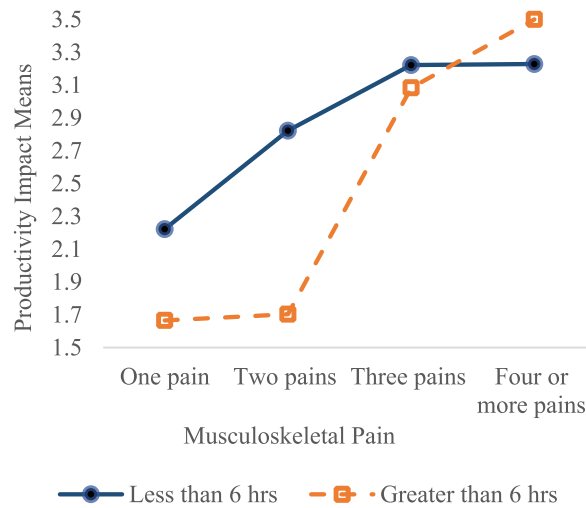 Productivity Impact Means
3.5
3.3
3.1
2.9
2.7
2.5
2.3
2.1
1.9
1.7
1.5
One pain
Two pains
Three pains
Four or
more pains
Musculoskeletal Pain
Less than 6 hrs
Greater than 6 hrs